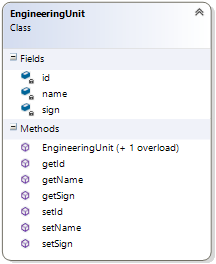 EngineeringUnit
Class
Fields
id
name
sign
Methods
EngineeringUnit (+ 1 overload)
getId
getName
getSign
setId
setName
setSign